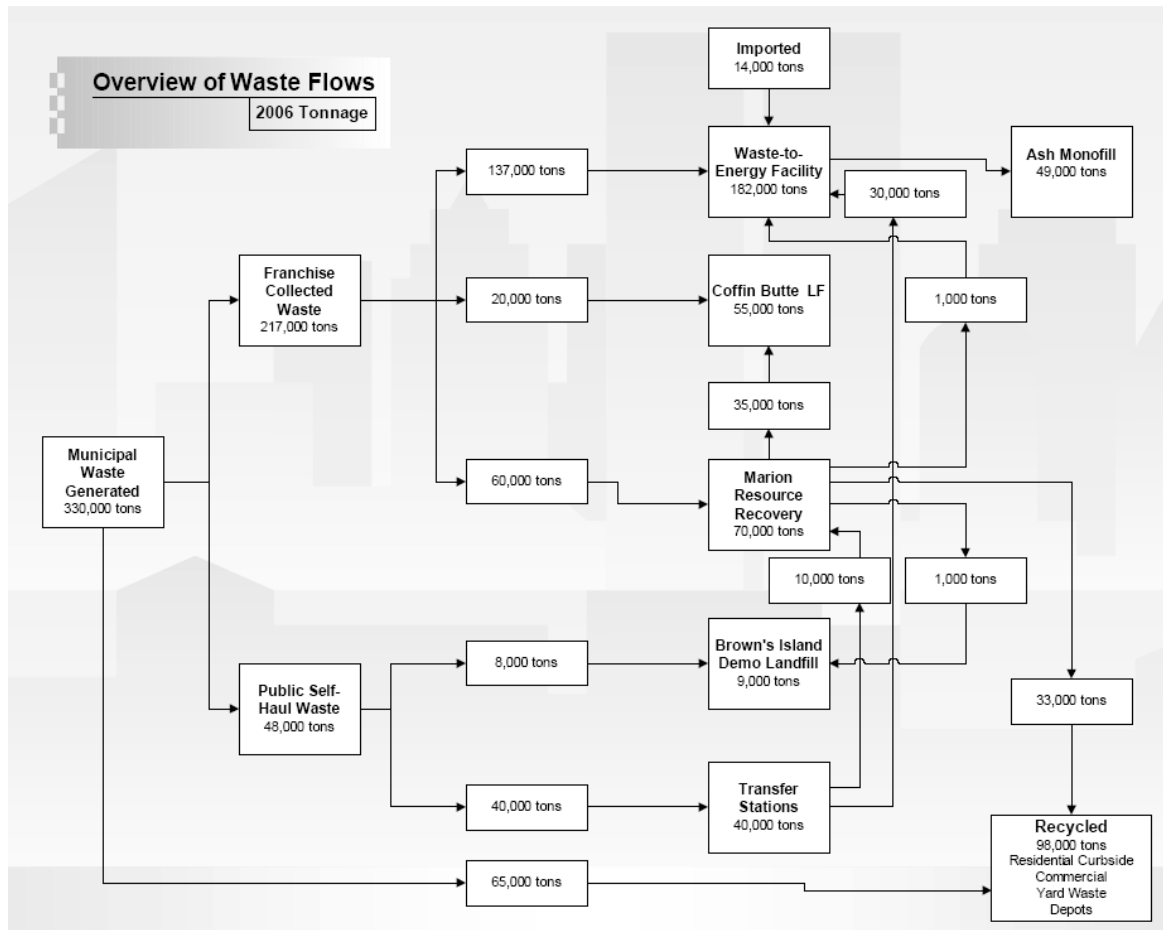 Overview of Waste Flows
2006 Tonnage
Imported
14,000 tons
137,000 tons
Waste-to-
Energy Facility
182,000 tons
30,000 tons
Ash Monofill
49,000 tons
Franchise
Collected
Waste
217,000 tons
20,000 tons
Coffin Butte LF
55,000 tons
1,000 tons
35,000 tons
Municipal
Waste
Generated
330,000 tons
60,000 tons
Marion
Resource
Recovery
70,000 tons
10,000 tons
1,000 tons
Public Self-
Haul Waste
48,000 tons
8,000 tons
Brown's Island
Demo Landfill
9,000 tons
33,000 tons
40,000 tons
Transfer
Stations
40,000 tons
65,000 tons
Recycled
98,000 tons
Residential Curbside
Commercial
Yard Waste
Depots